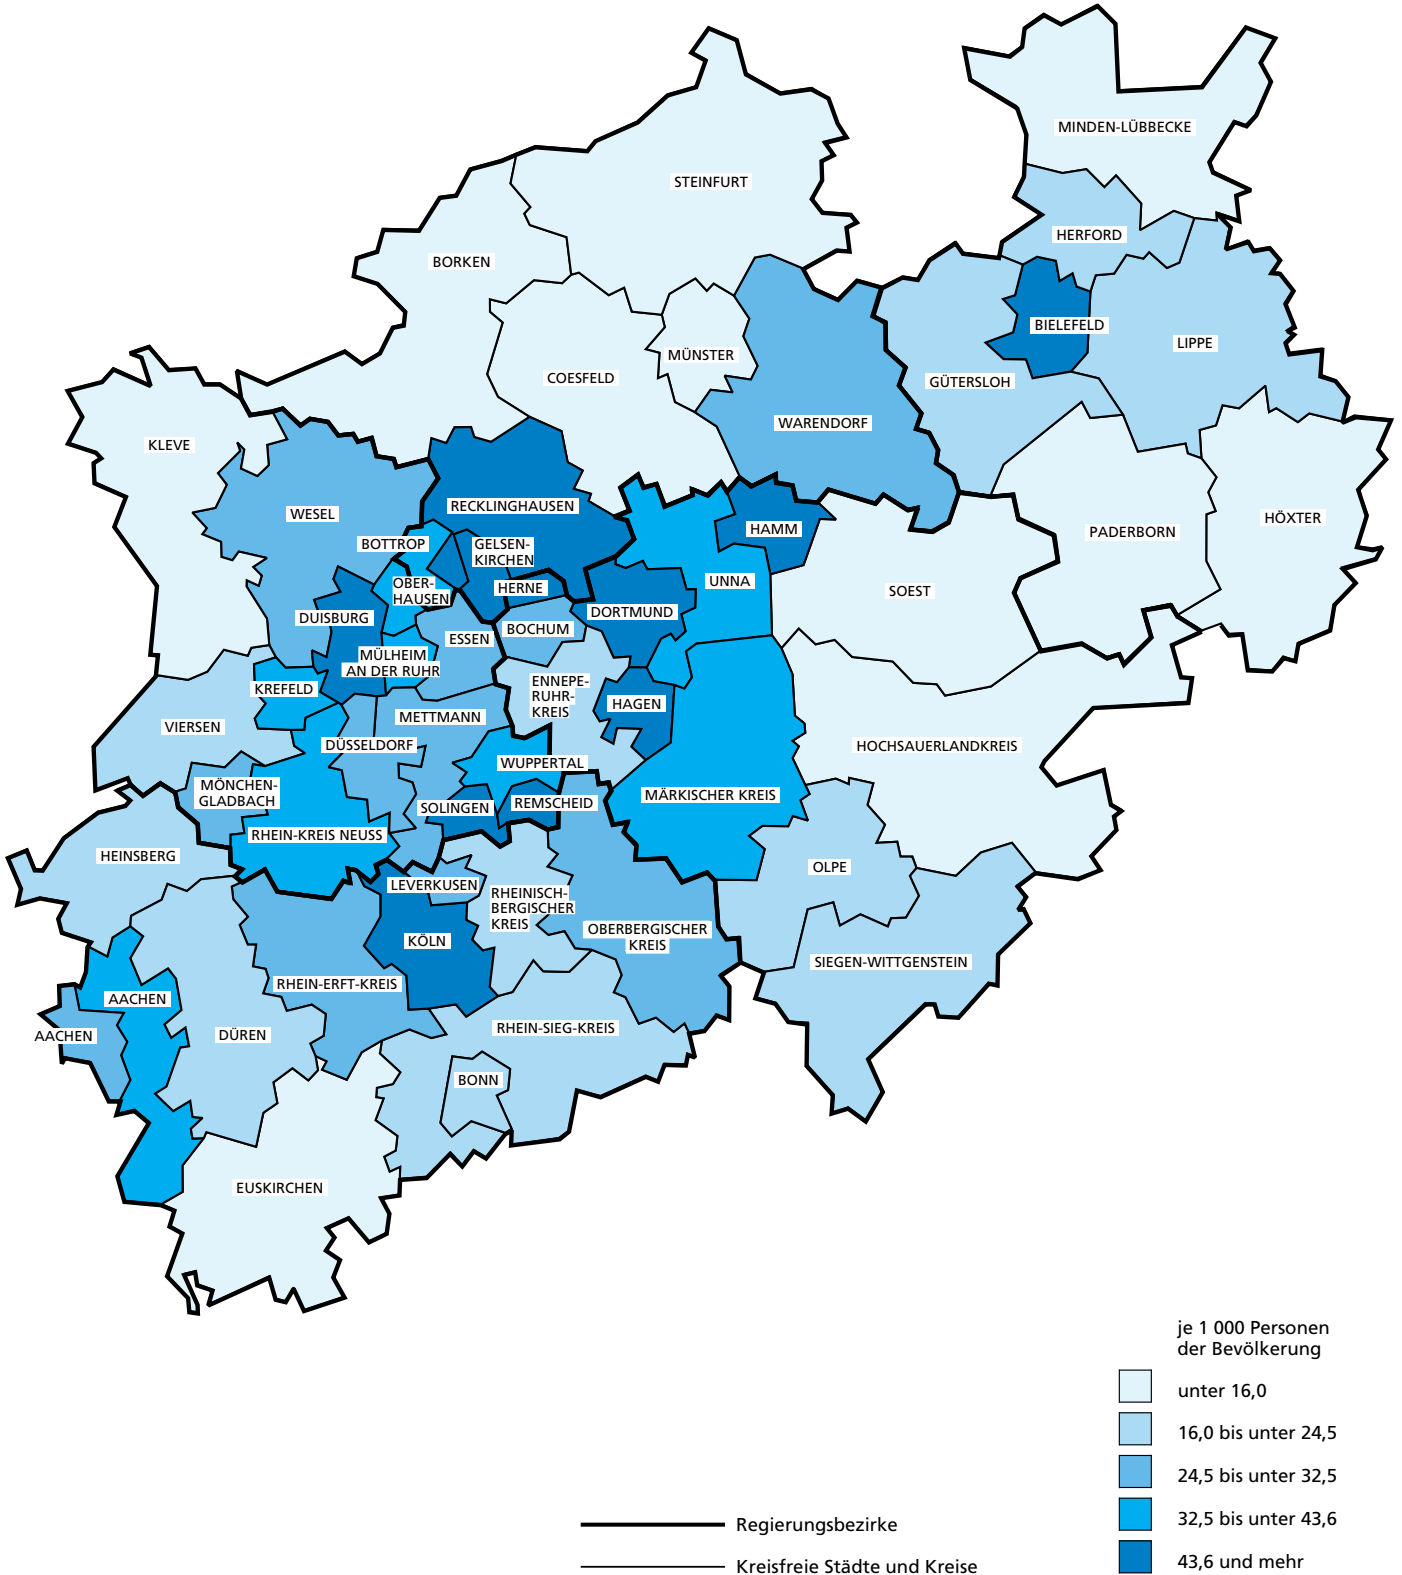 MINDEN-LÜBBECKE
STEINFURT
HERFORD
BORKEN
BIELEFELD
LIPPE
MÜNSTER
COESFELD
GÜTERSLOH
WARENDORF
KLEVE
RECKLINGHAUSEN
WESEL
HÖXTER
HAMM
PADERBORN
BOTTROP
GELSEN-
KIRCHEN
UNNA
OBER-
HAUSEN
HERNE
SOEST
DORTMUND
DUISBURG
BOCHUM
ESSEN
MÜLHEIM
AN DER RUHR
ENNEPE-
RUHR-
KREIS
KREFELD
HAGEN
VIERSEN
METTMANN
DÜSSELDORF
HOCHSAUERLANDKREIS
WUPPERTAL
MÖNCHEN-
GLADBACH
MÄRKISCHER KREIS
SOLINGEN
REMSCHEID
RHEIN-KREIS NEUSS
HEINSBERG
OLPE
LEVERKUSEN
RHEINISCH-
BERGISCHER
KREIS
OBERBERGISCHER
KREIS
KÖLN
SIEGEN-WITTGENSTEIN
RHEIN-ERFT-KREIS
AACHEN
RHEIN-SIEG-KREIS
AACHEN
DÜREN
BONN
EUSKIRCHEN
je 1 000 Personen
der Bevölkerung
unter 16,0
16,0 bis unter 24,5
24,5 bis unter 32,5
32,5 bis unter 43,6
43,6 und mehr
Regierungsbezirke
Kreisfreie Städte und Kreise